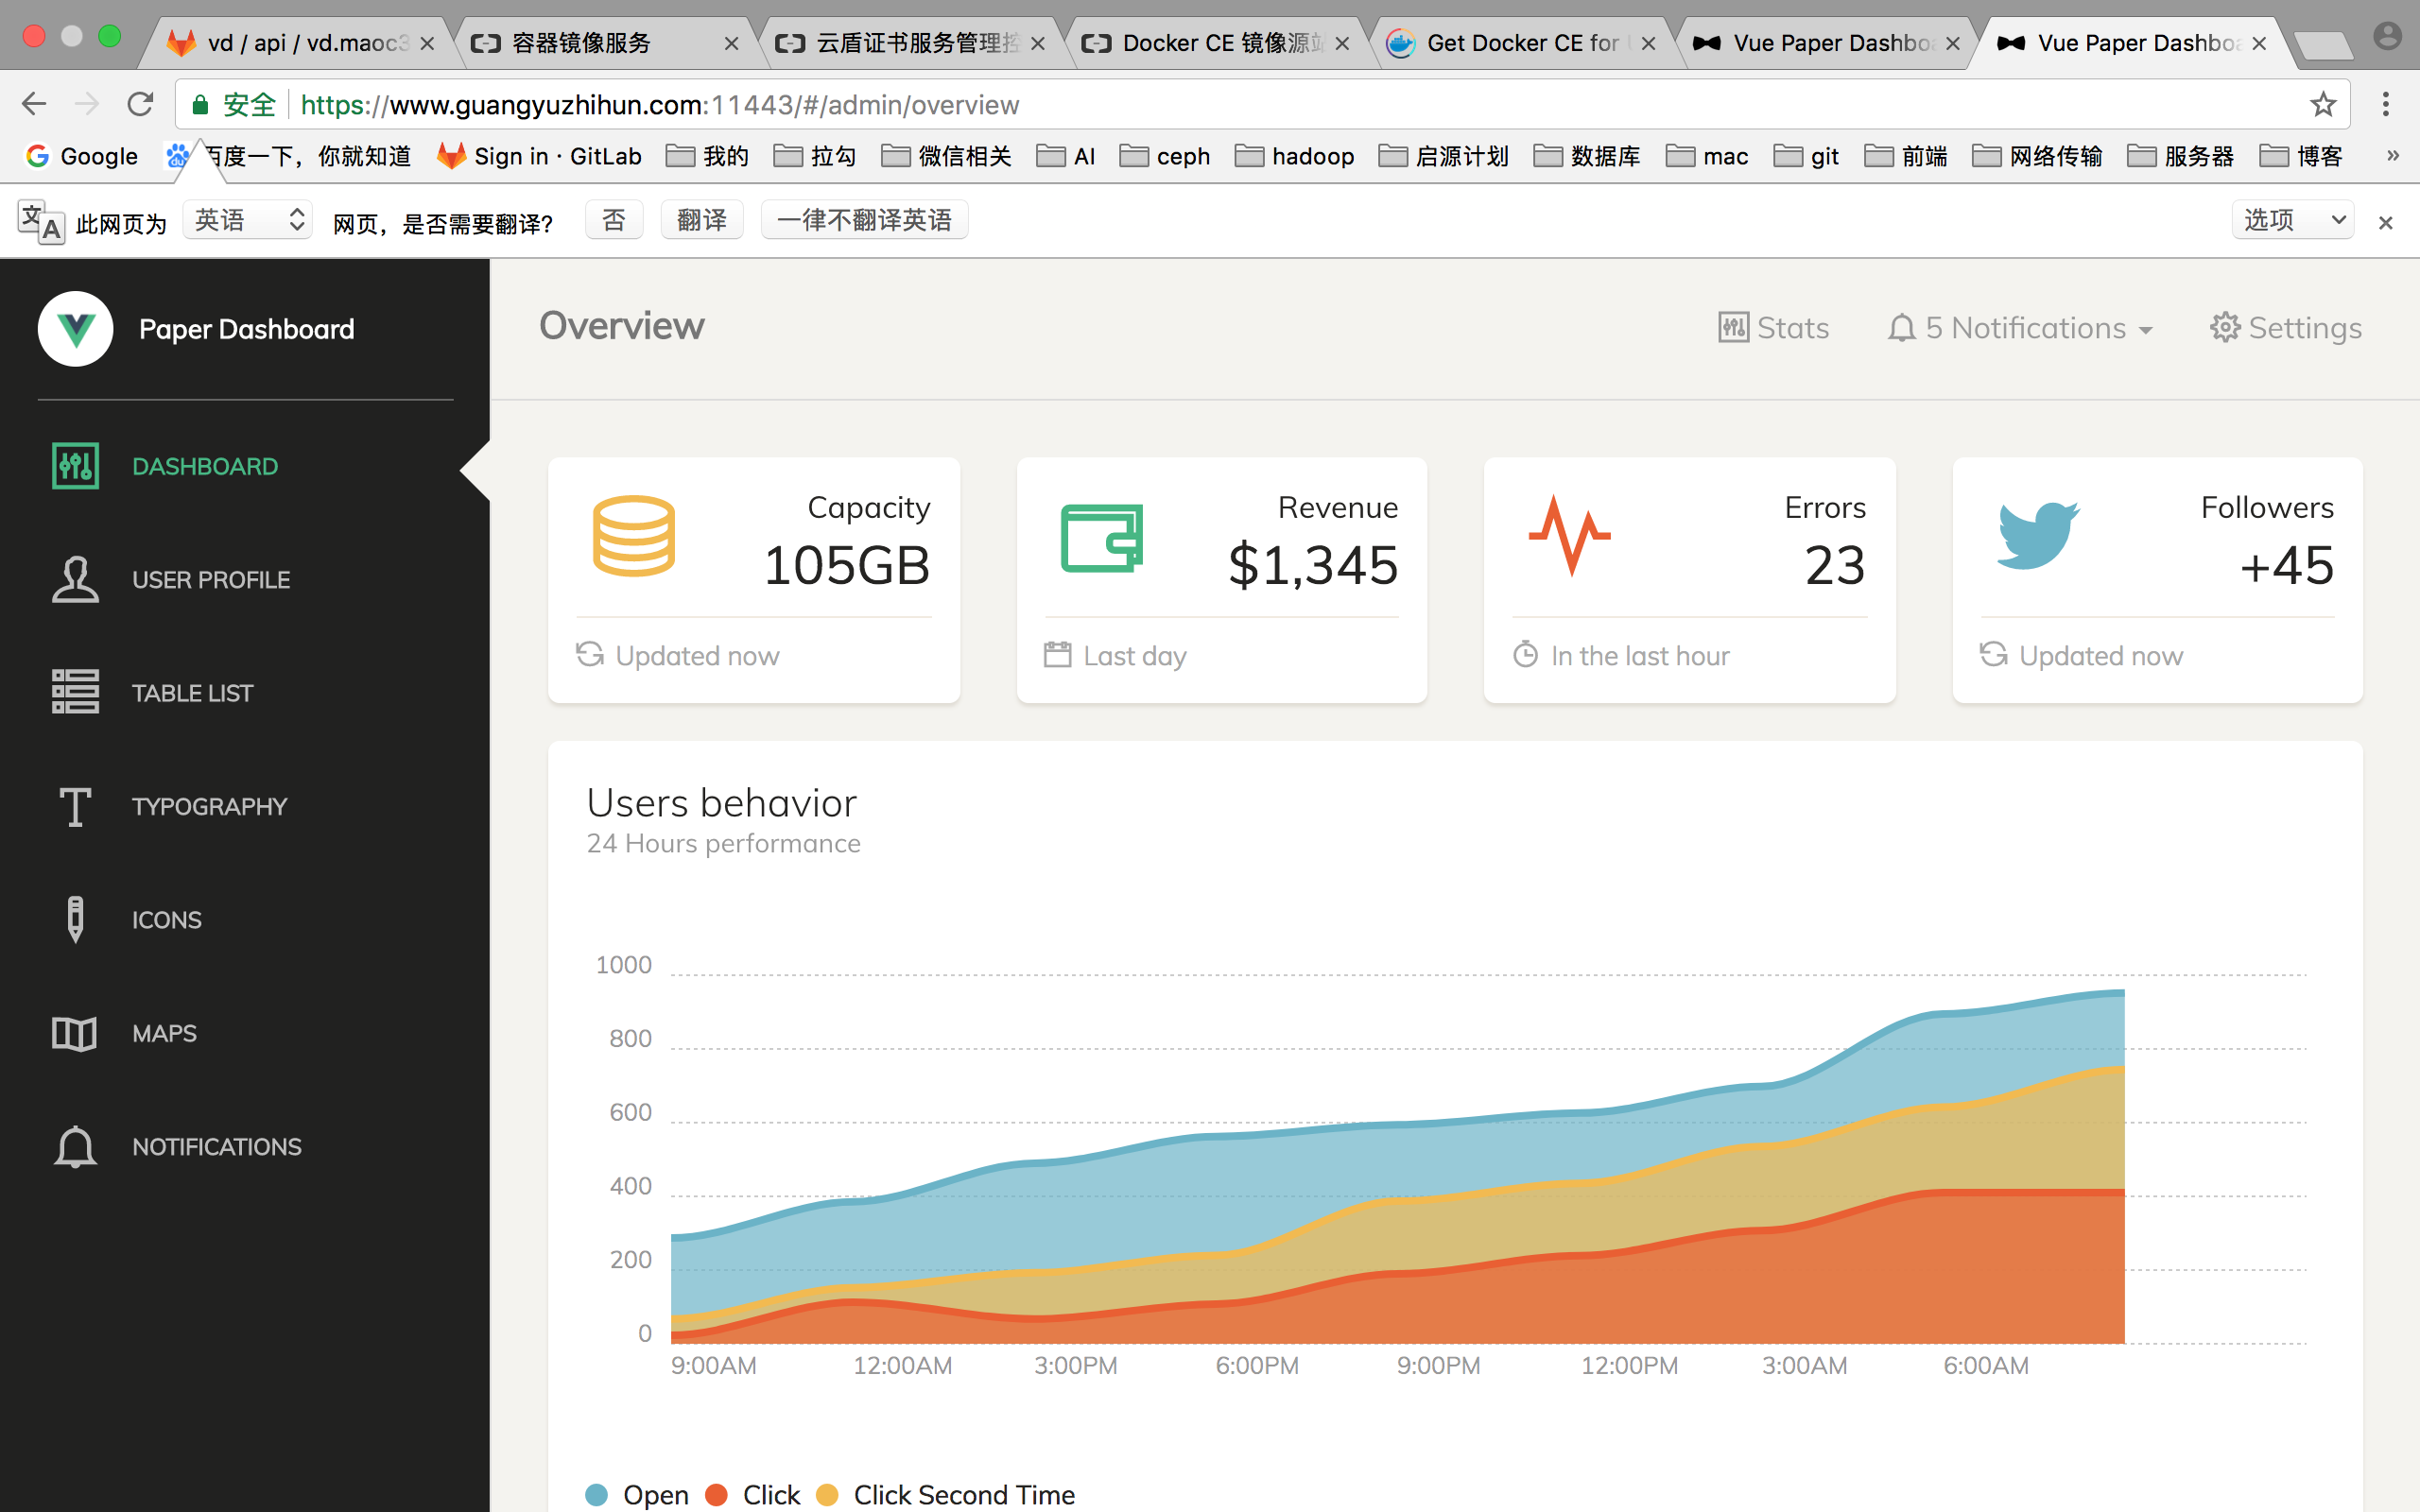 vd / api / vd.maoc3
容器镜像服务
云盾证书服务管理控
Docker CE 镜像源站
Get Docker CE for U
Vue Paper Dashboa
Vue Paper Dashboa
安全 https://www.guangyuzhihun.com:11443/#/admin/overview
Google 百度一下，你就知道 Sign in · GitLab 我的 拉勾 微信相关 AI ceph hadoop 启源计划 数据库 mac git 前端 网络传输 服务器 博客 »
此网页为 英语 网页，是否需要翻译? 否 翻译 一律不翻译英语 选项
Paper Dashboard
DASHBOARD
USER PROFILE
TABLE LIST
TYPOGRAPHY
ICONS
MAPS
NOTIFICATIONS
Overview
Stats 5 Notifications Settings
Capacity
105GB
Updated now
Revenue
$1,345
Last day
Errors
23
In the last hour
Followers
+45
Updated now
Users behavior
24 Hours performance
1000
800
600
400
200
0
9:00AM 12:00AM 3:00PM 6:00PM 9:00PM 12:00PM 3:00AM 6:00AM
Open Click Click Second Time